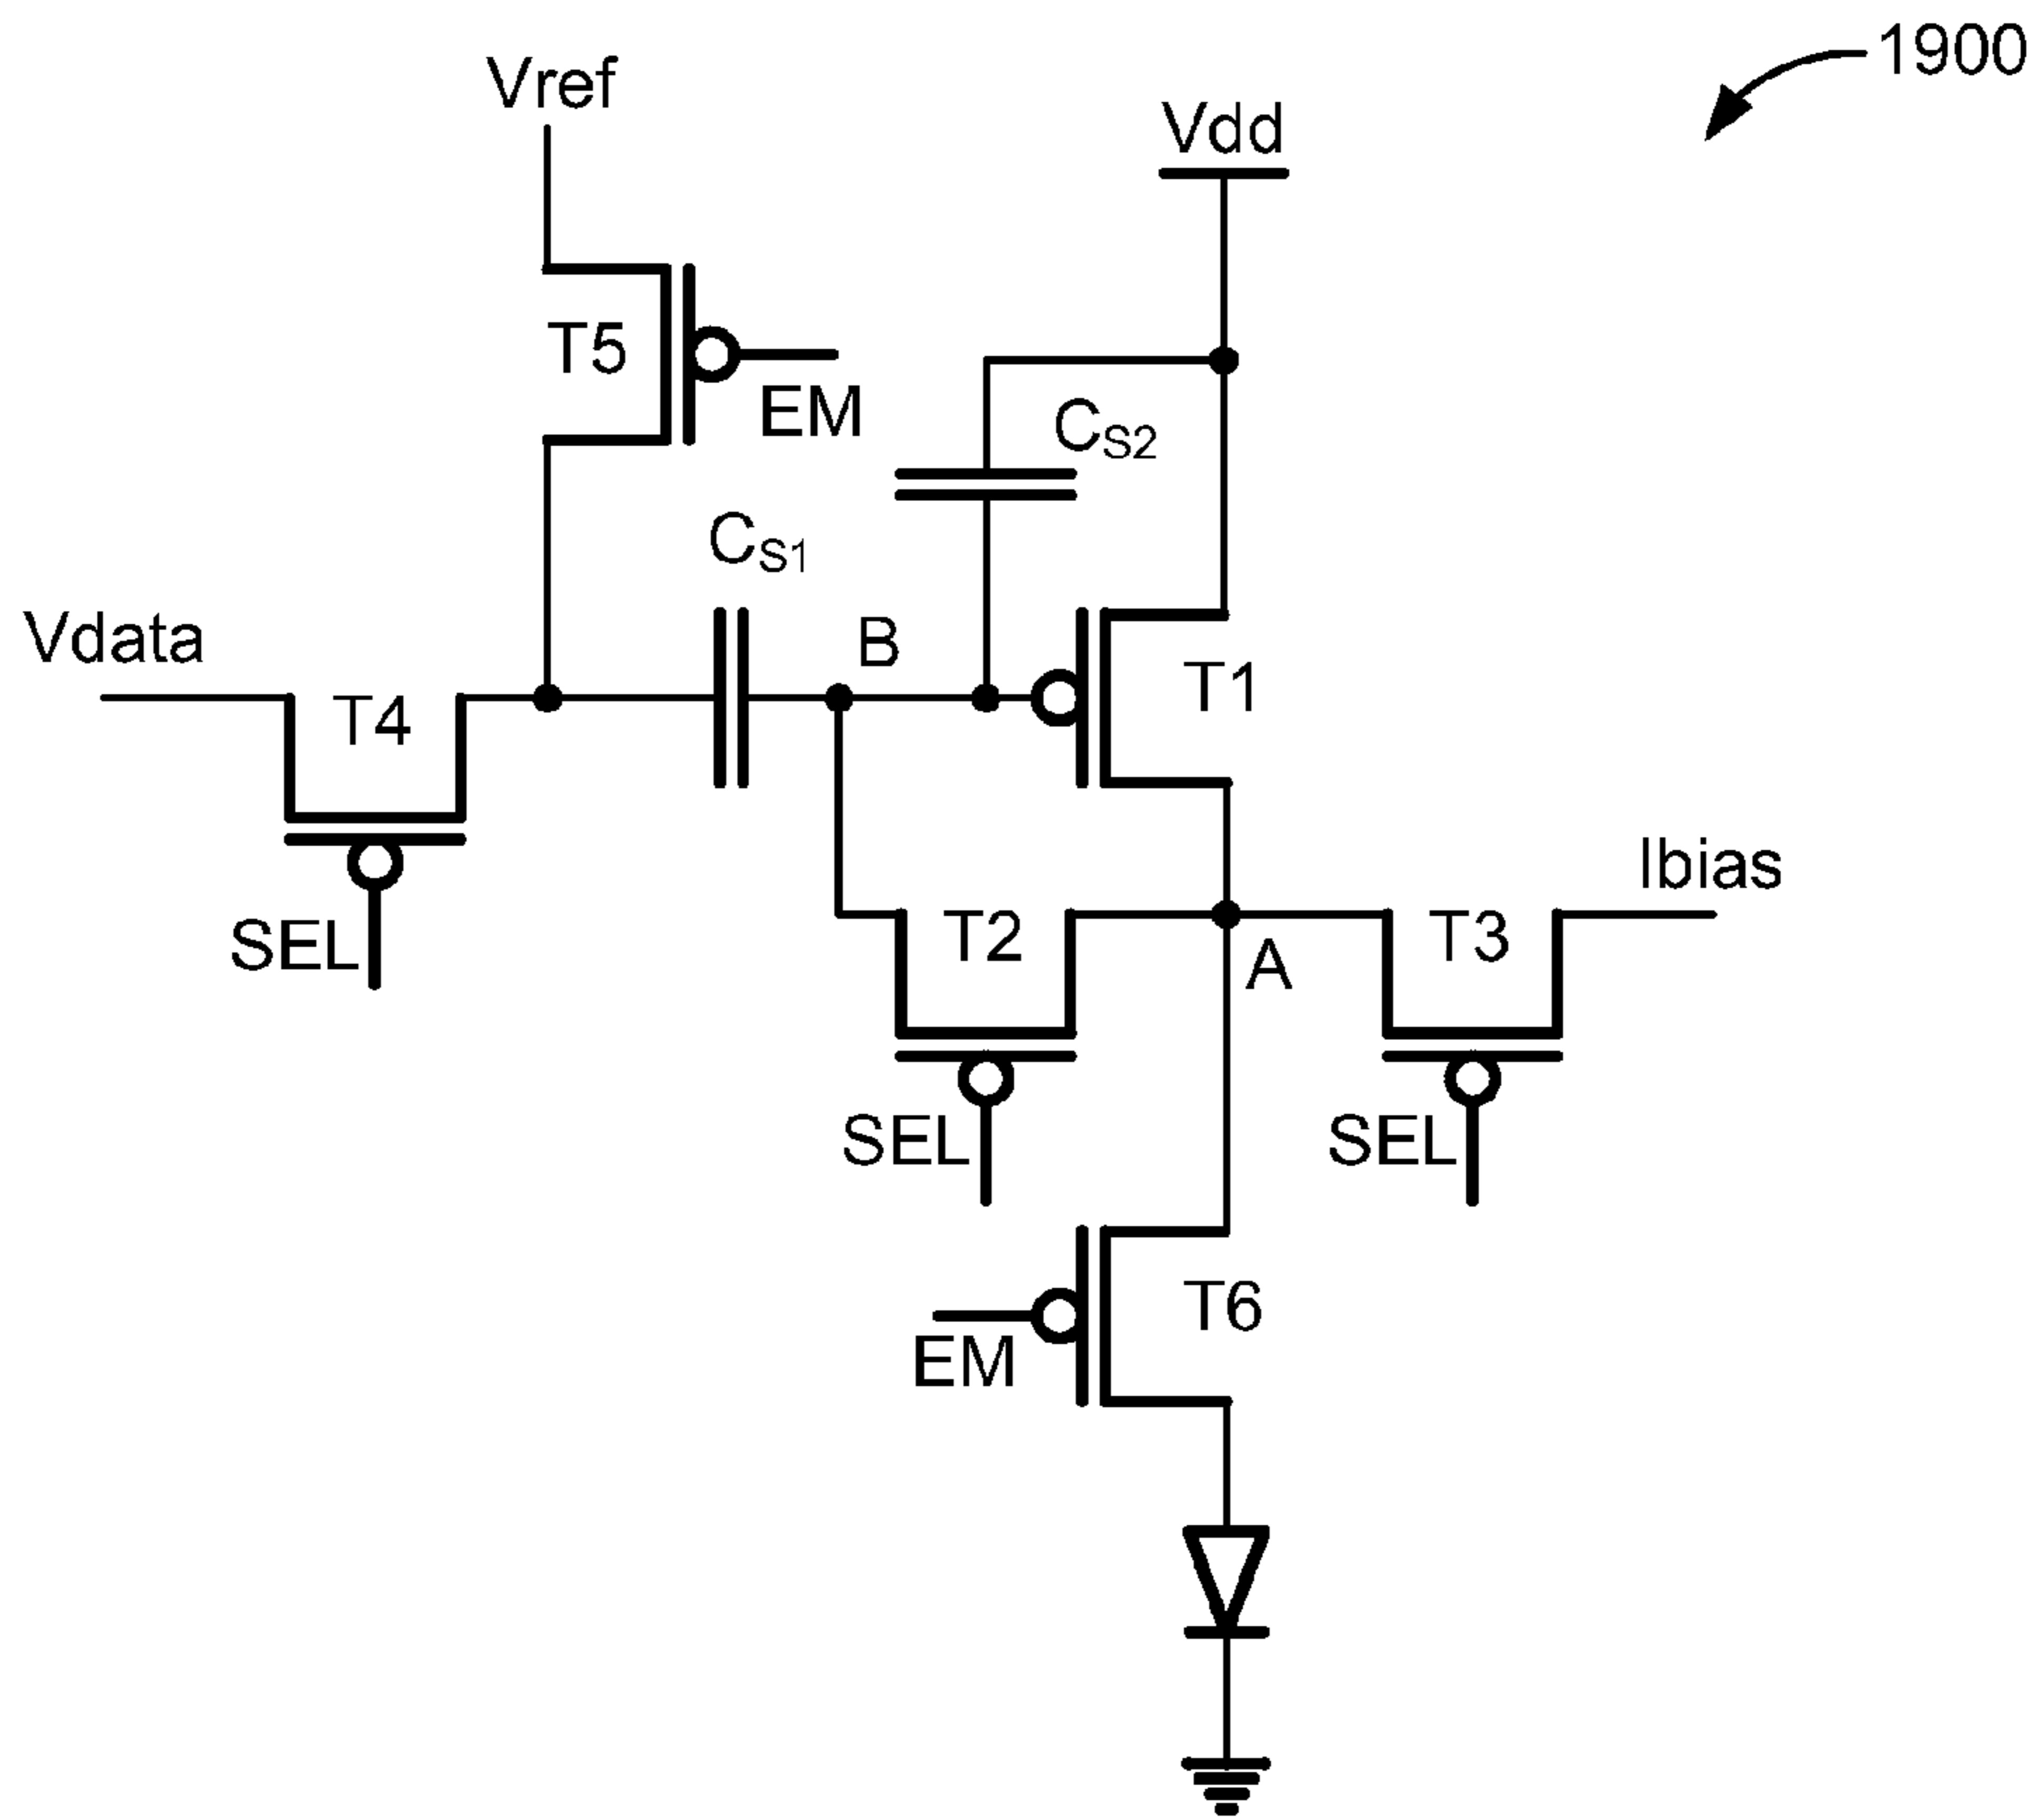 1900
Vref
Vdd
T5
EM
CS2
CS1
Vdata
B
T4
T1
Ibias
SEL
T2
A
T3
SEL
SEL
T6
EM